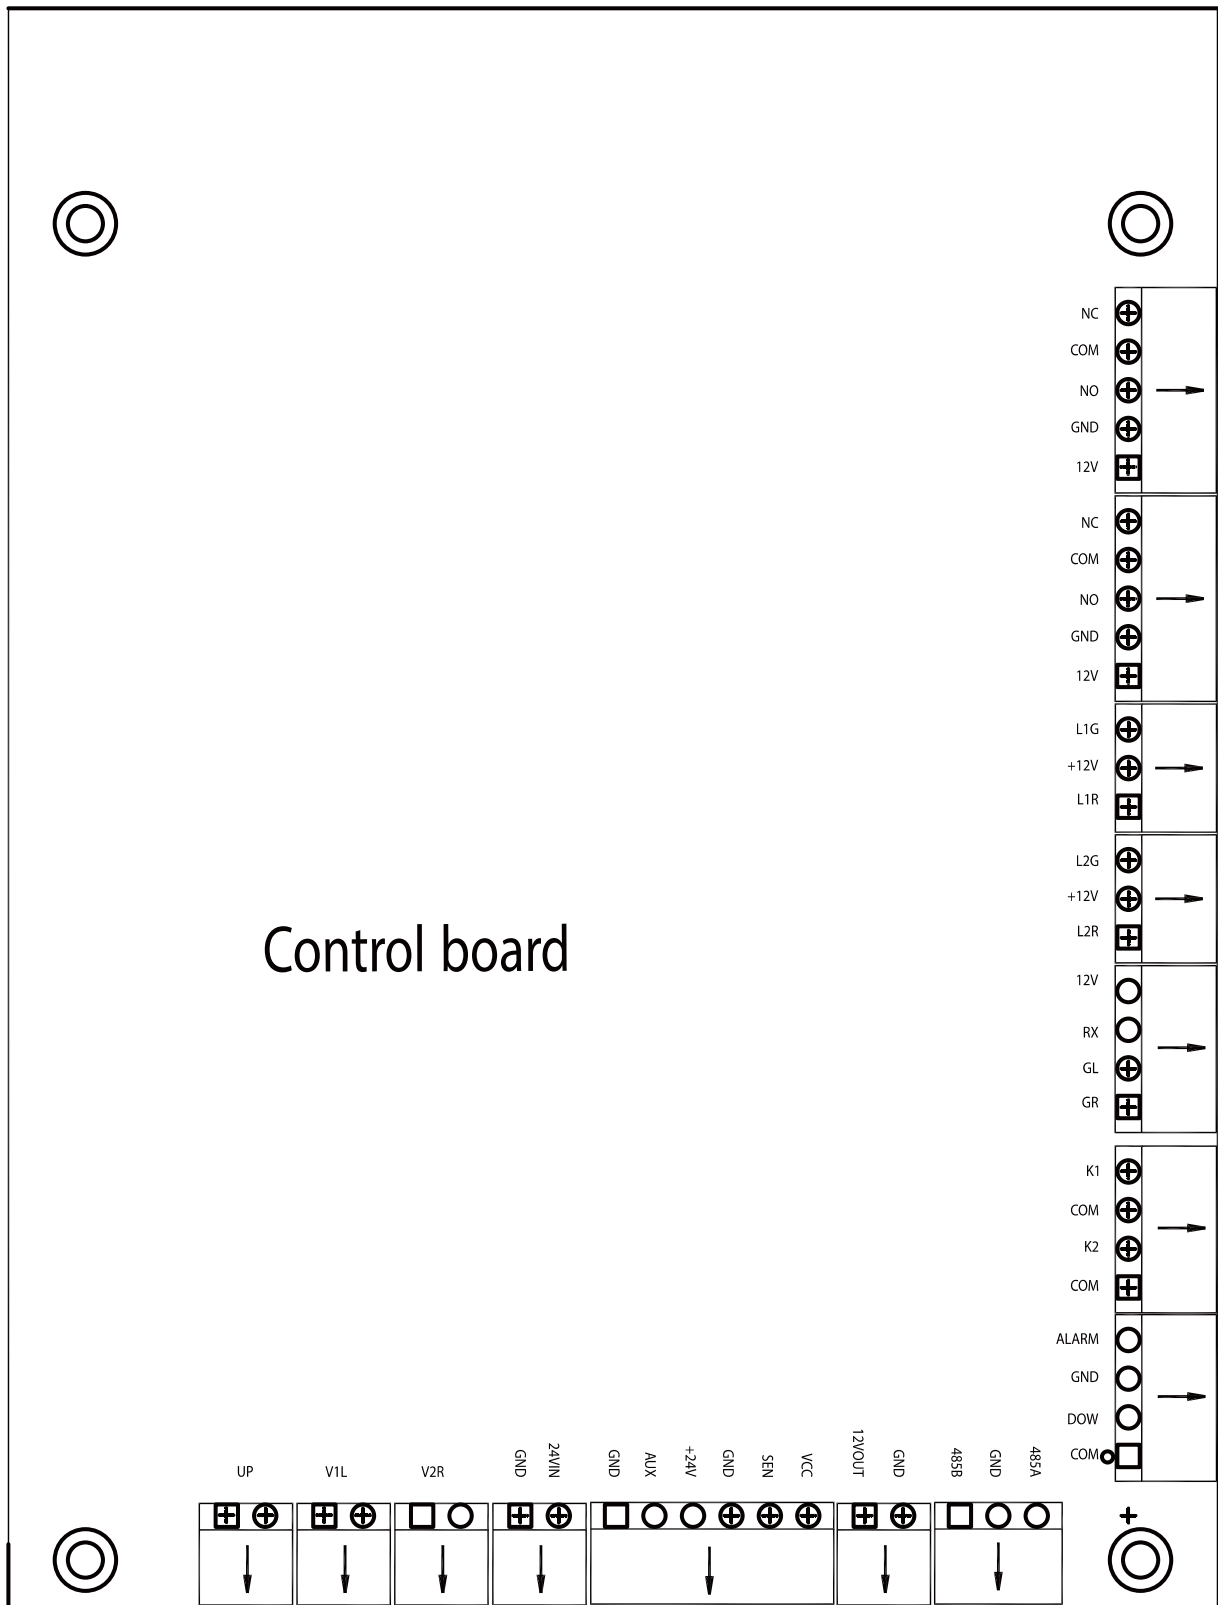 NC
COM
NO
GND
12V
NC
COM
NO
GND
12V
L1G
+12V
L1R
L2G
+12V
L2R
Control board
12V
RX
GL
GR
K1
COM
K2
COM
ALARM
GND
DOW
COM
UP
V1L
V2R
GND
24VIN
GND
AUX
+24V
GND
SEN
VCC
12VOUT
GND
485B
GND
485A